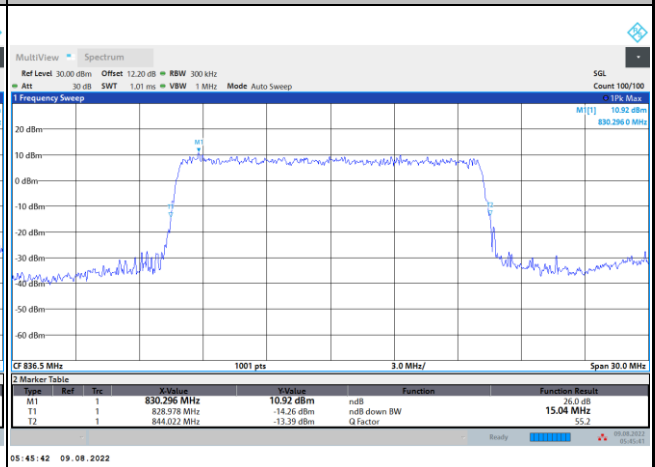 MultiView Spectrum
Ref Level 30.00 dBm Offset 12.20 dB RBW 300 kHz SGL
Att 30 dB SWT 1.01 ms VBW 1 MHz Mode Auto Sweep Count 100/100
1 Frequency Sweep 1Pk Max
M1[1] 10.92 dBm
830.296 0 MHz
20 dBm
M1
10 dBm
0 dBm
-10 dBm
-20 dBm
-30 dBm
-40 dBm
-50 dBm
-60 dBm
CF 836.5 MHz 1001 pts 3.0 MHz/ Span 30.0 MHz
2 Marker Table
Type Ref Trc X-Value Y-Value Function Function Result
M1 1 830.296 MHz 10.92 dBm ndB 26.0 dB
T1 1 828.978 MHz -14.26 dBm ndB down BW 15.04 MHz
T2 1 844.022 MHz -13.39 dBm Q Factor 55.2
Ready 09.08.2022
05:45:41
05:45:42 09.08.2022